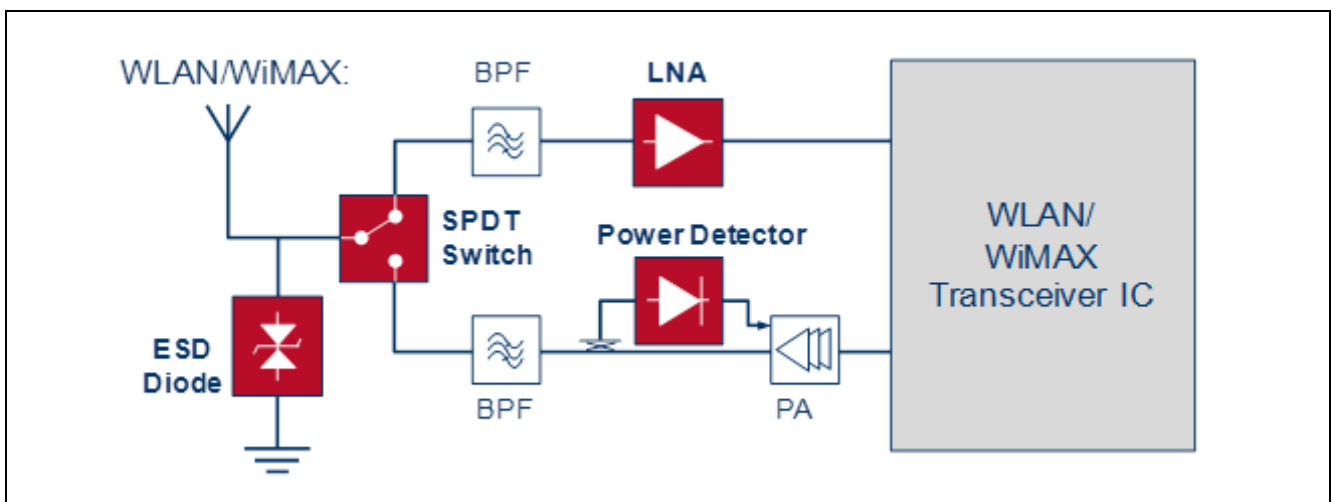 WLAN/WiMAX:
BPF
LNA
SPDT
Switch
Power Detector
WLAN/
WiMAX
Transceiver IC
ESD
Diode
BPF
PA